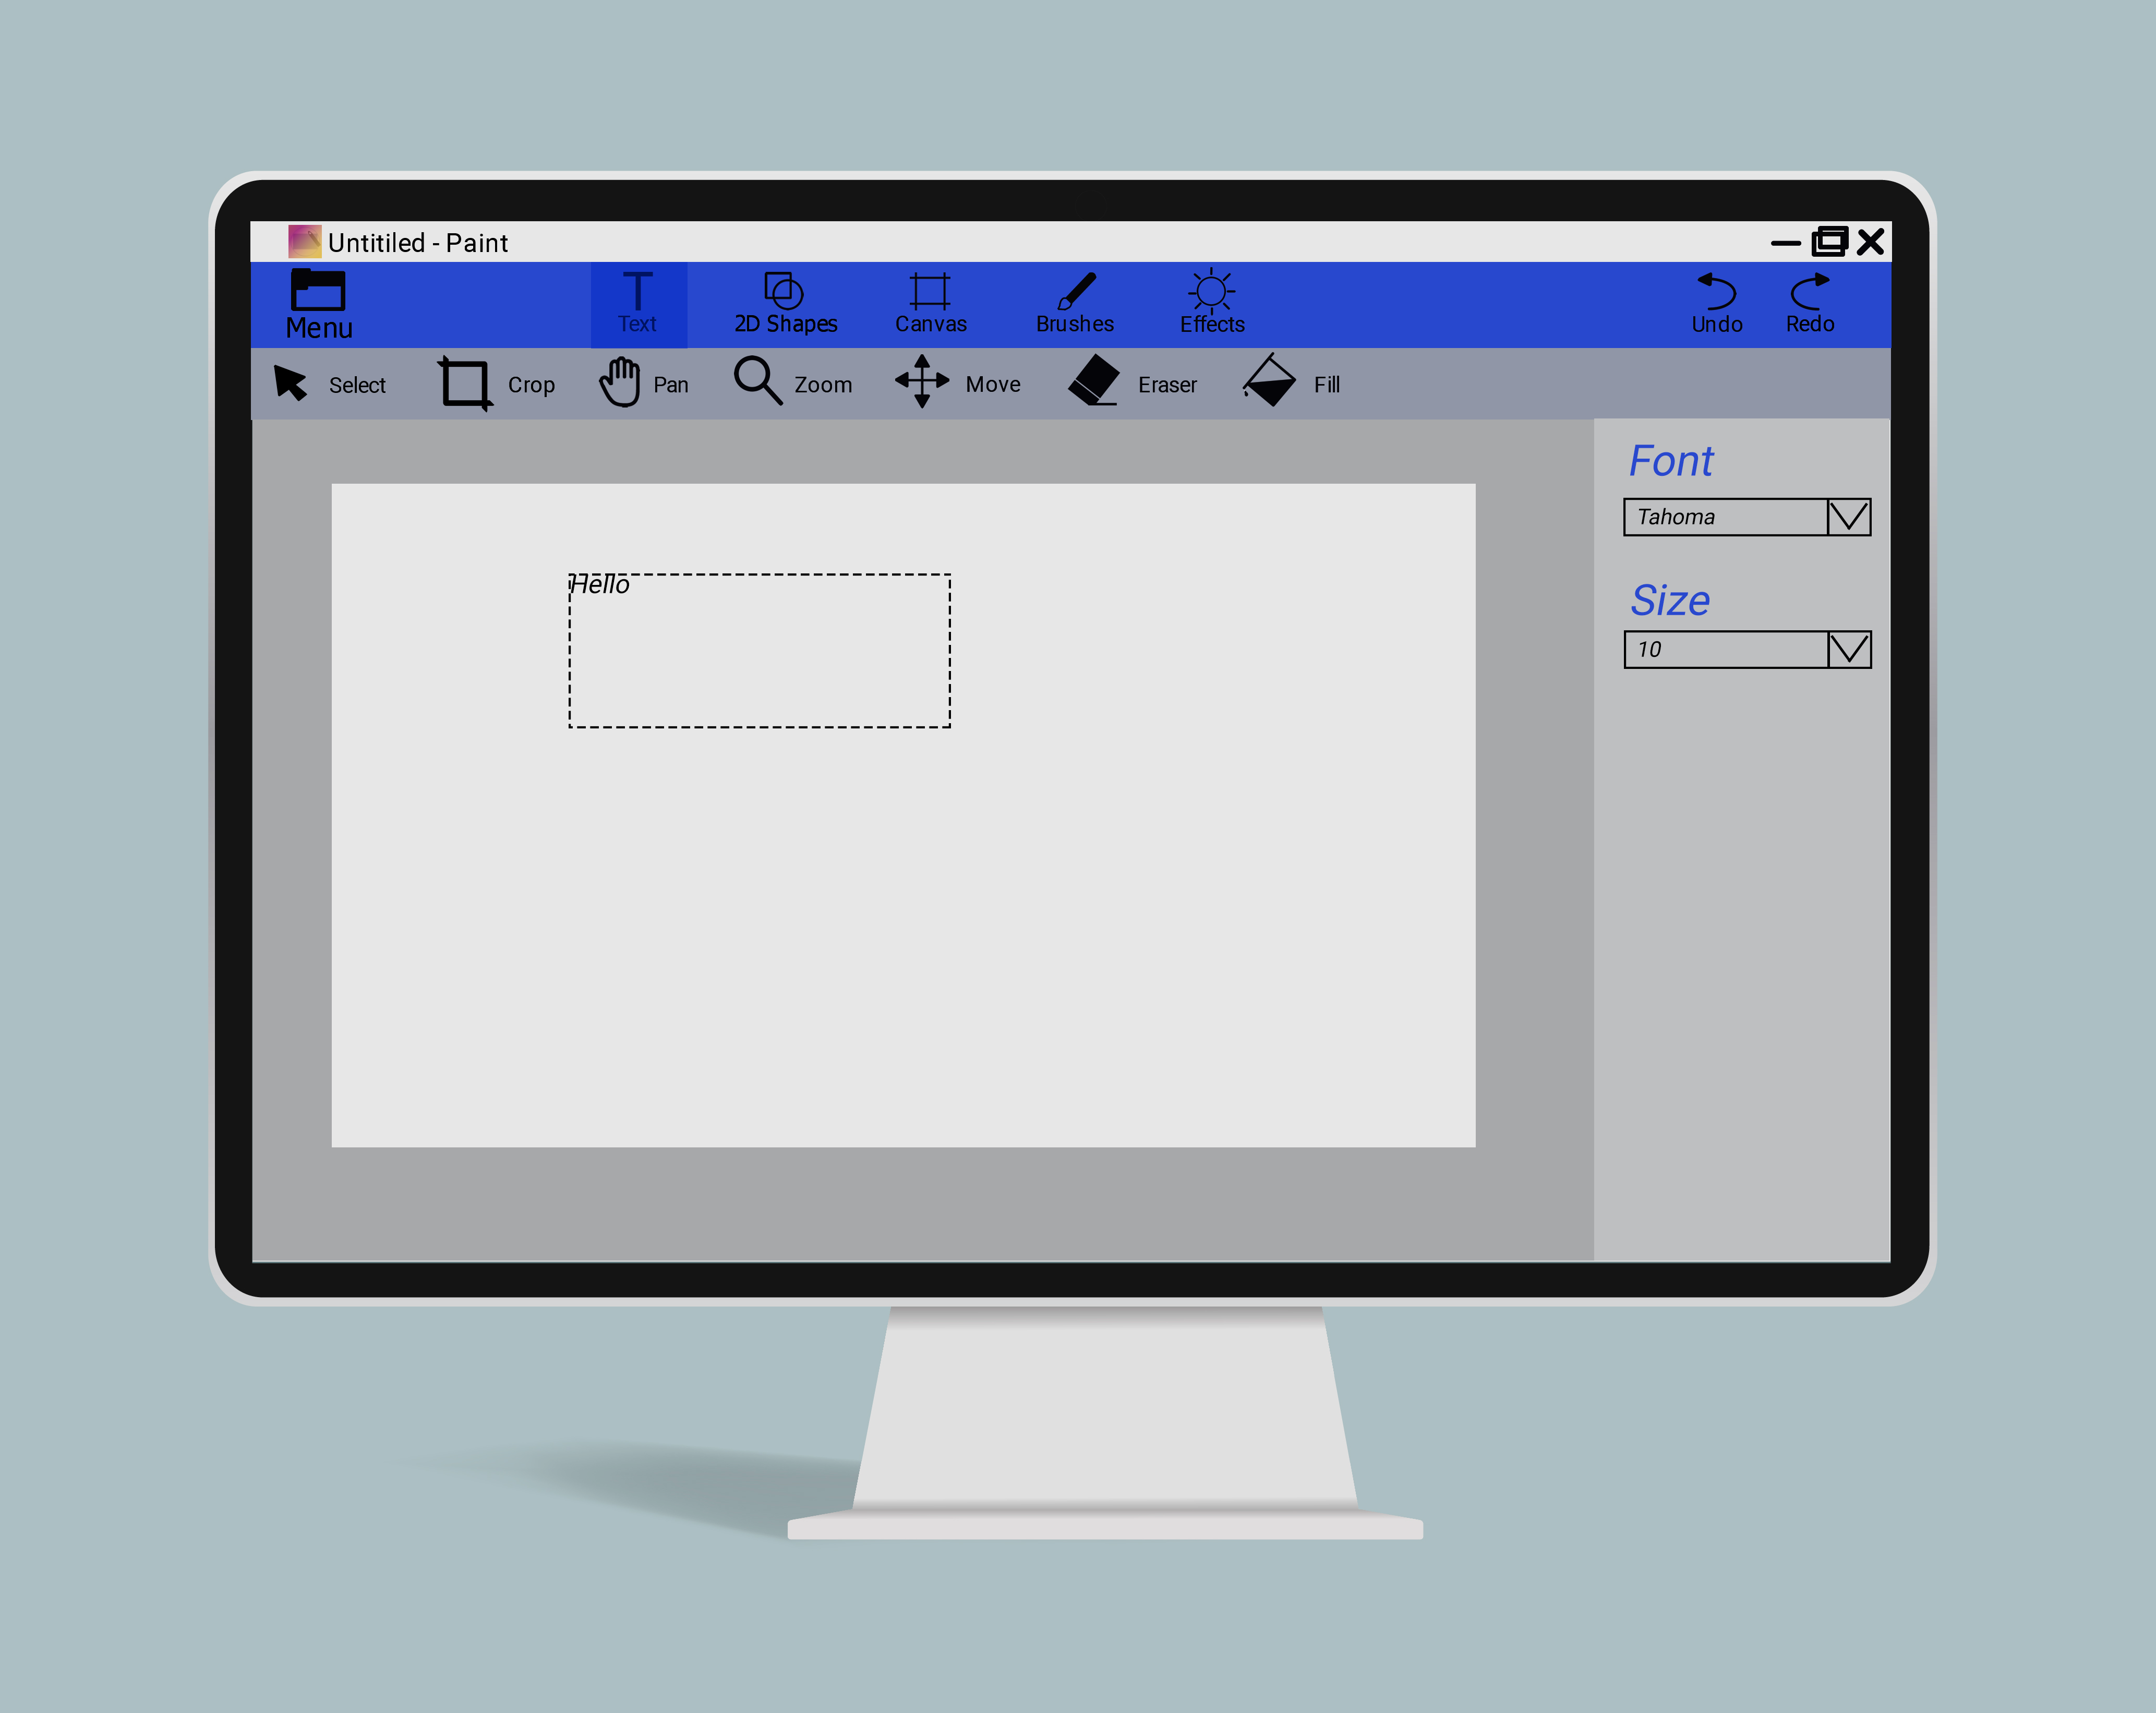 Untitiled - Paint
Menu
Text
2D Shapes
Canvas
Brushes
Effects
Undo
Redo
Select
Crop
Pan
Zoom
Move
Eraser
Fill
Font
Tahoma
Size
10
Hello